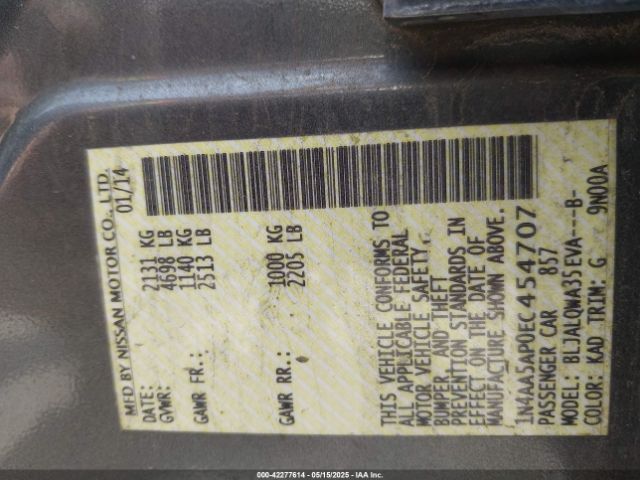 MFD BY NISSAN MOTOR CO., LTD.
DATE: 01/14
GVWR: 2131 KG
4698 LB
GAWR FR.: 1140 KG
2513 LB
GAWR RR.: 1000 KG
2205 LB
THIS VEHICLE CONFORMS TO
ALL APPLICABLE FEDERAL
MOTOR VEHICLE SAFETY,
BUMPER, AND THEFT
PREVENTION STANDARDS IN
EFFECT ON THE DATE OF
MANUFACTURE SHOWN ABOVE.
1N4AA5AP0EC454707
PASSENGER CAR 857
MODEL: BLJALQWA35EVA---B-
COLOR: KAD TRIM: G 9N00A
000-42277614 - 05/15/2025 - IAA Inc.